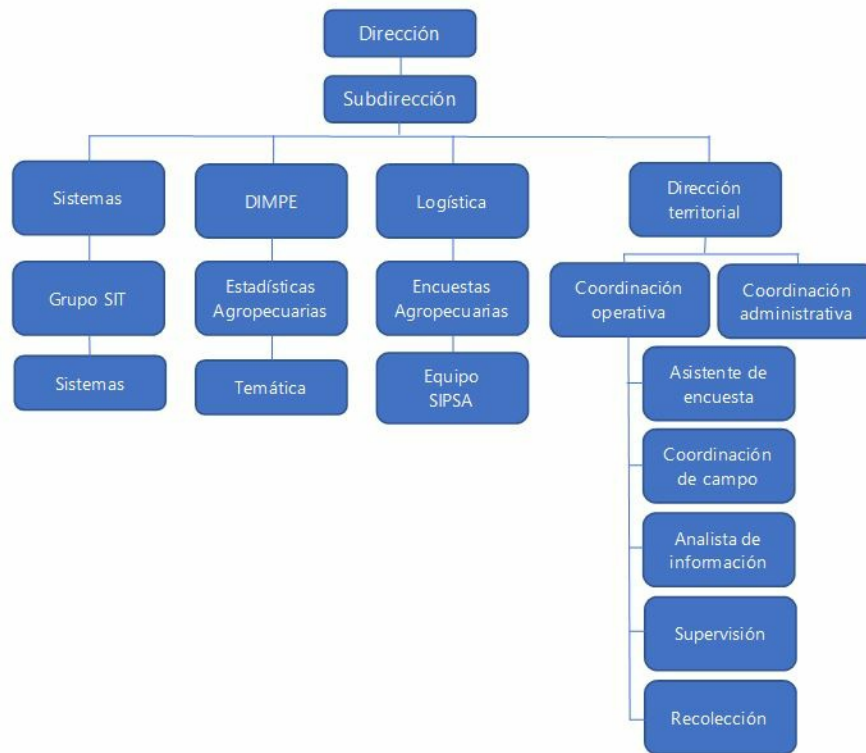 Dirección
Subdirección
Sistemas
DIMPE
Logística
Dirección
territorial
Grupo SIT
Estadísticas
Agropecuarias
Encuestas
Agropecuarias
Coordinación
operativa
Coordinación
administrativa
Sistemas
Temática
Equipo
SIPSA
Asistente de
encuesta
Coordinación
de campo
Analista de
información
Supervisión
Recolección